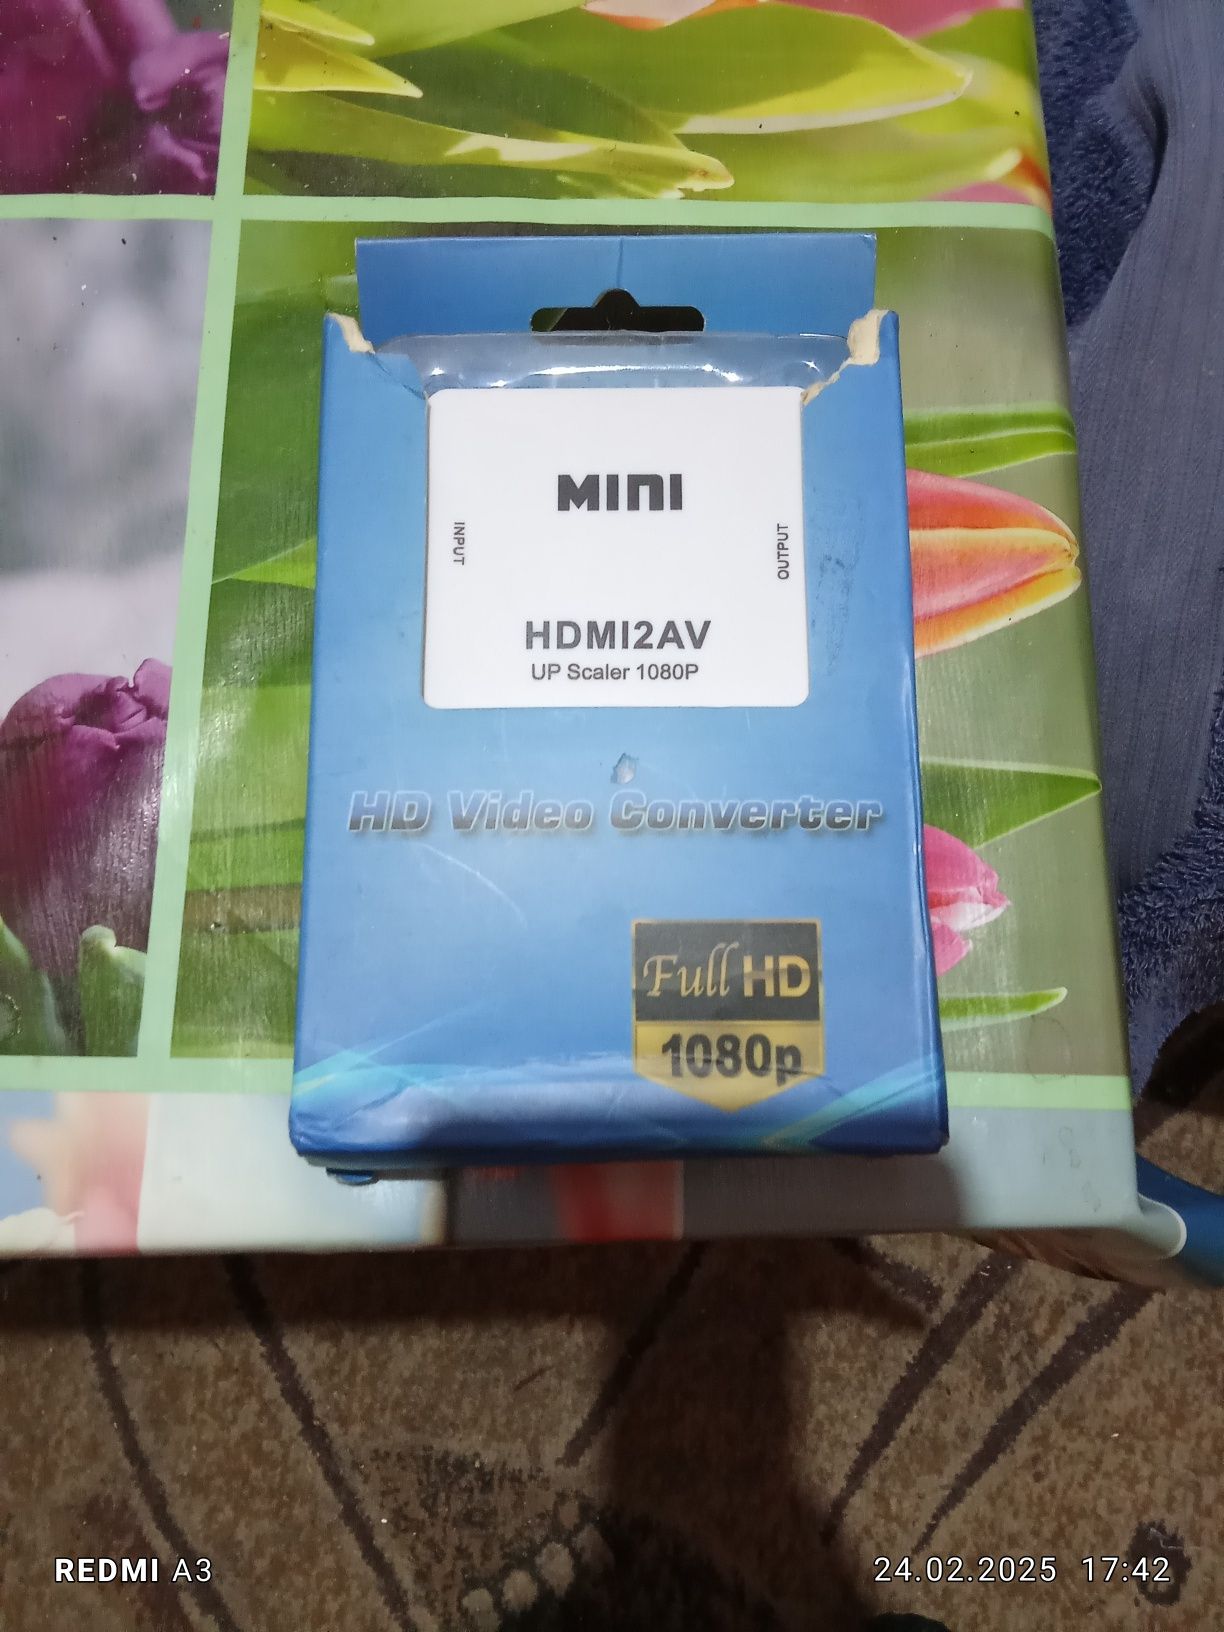 MINI
INPUT
OUTPUT
HDMI2AV
UP Scaler 1080P
HD Video Converter
Full HD
1080p
REDMI A3
24.02.2025 17:42